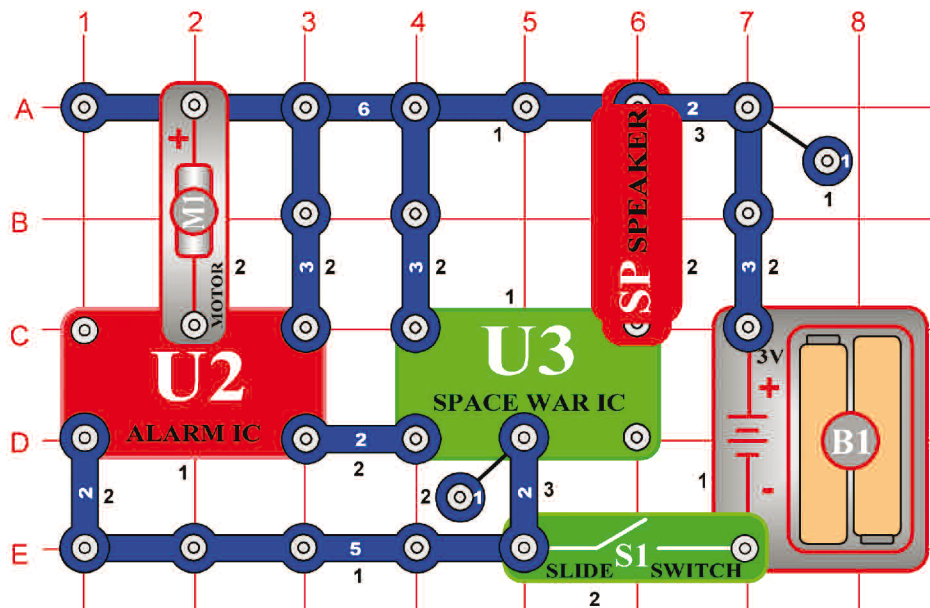 1 2 3 4 5 6 7 8
A 6 2
1 3
+ SPEAKER 1
M1 1
B
MOTOR 2 3 2 3 2 1 SP 2 3 2
C
U2 U3 3V
ALARM IC SPACE WAR IC +
D 2 B1
1 2
2 2 2 1 2 3 1 -
E 5 S1
1 SLIDE SWITCH
2